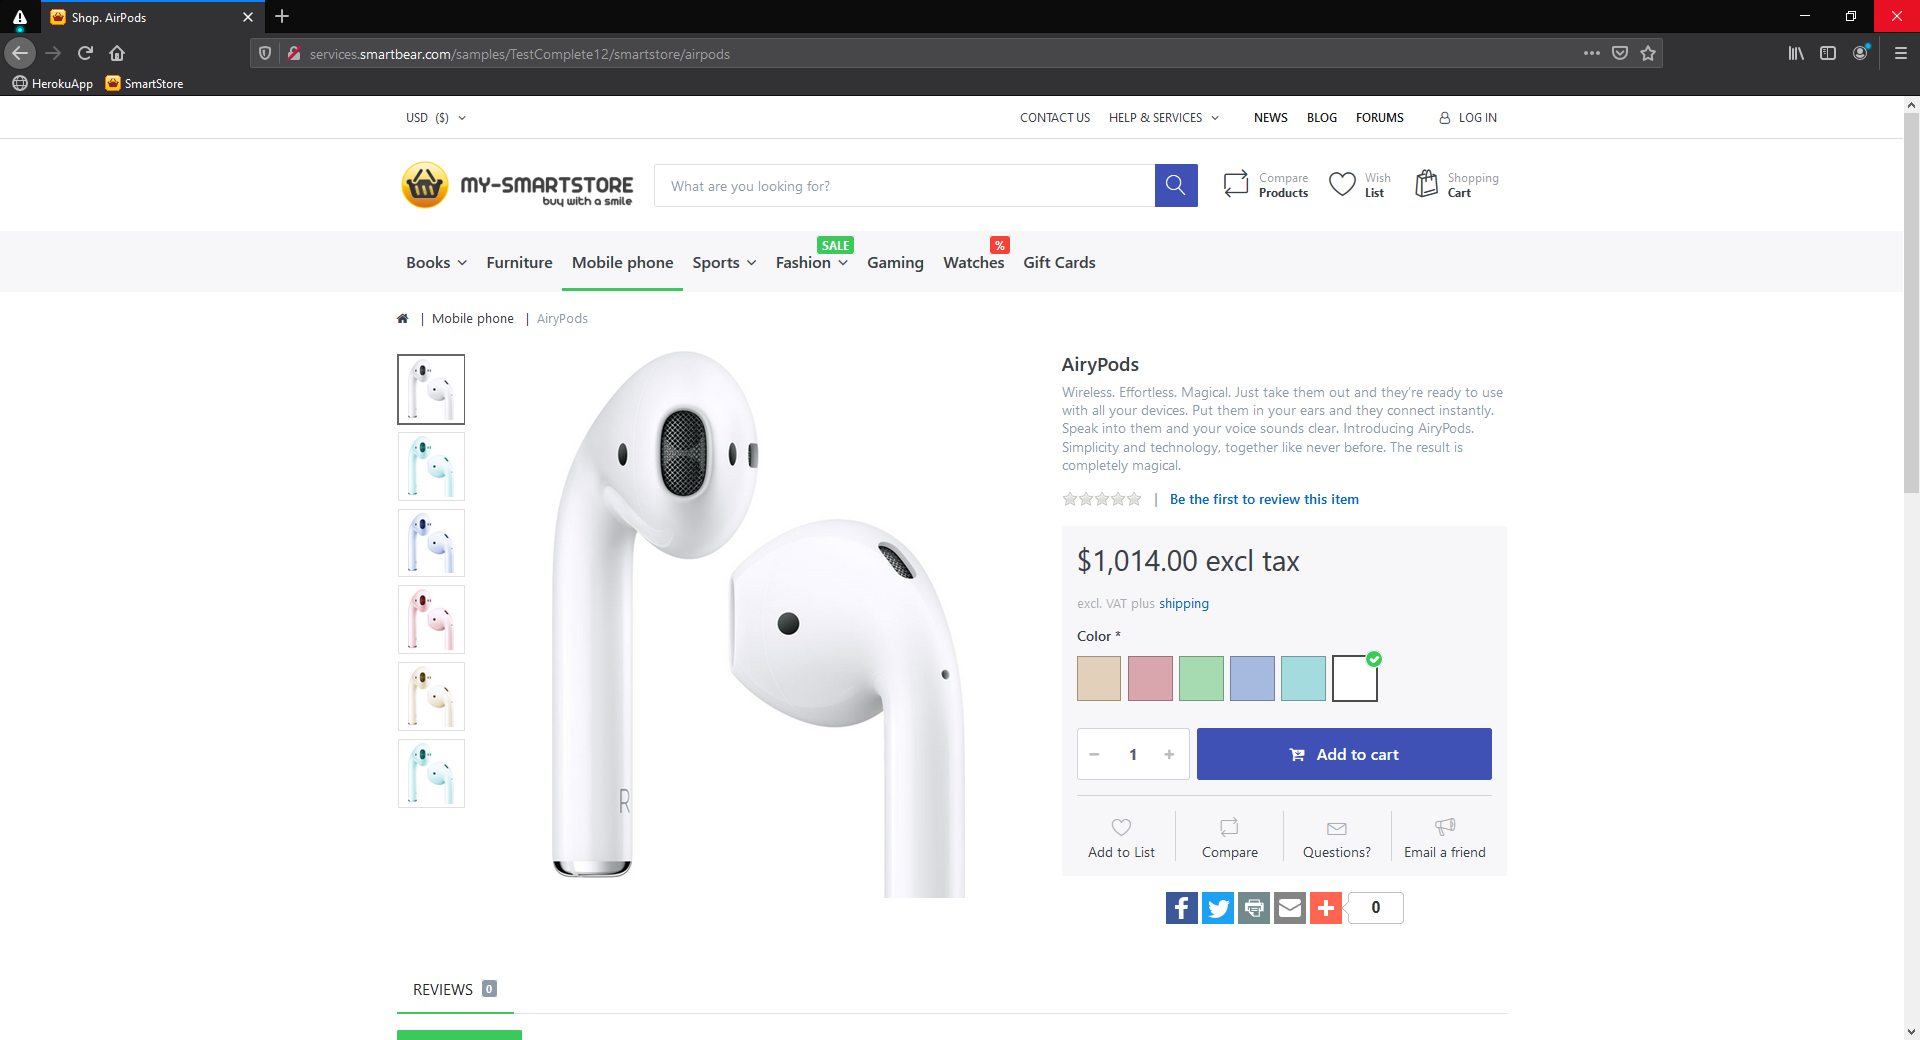 Shop. AirPods
services.smartbear.com/samples/TestComplete12/smartstore/airpods
HerokuApp SmartStore
USD ($) CONTACT US HELP & SERVICES NEWS BLOG FORUMS LOG IN
MY-SMARTSTORE
buy with a smile
What are you looking for?
Compare
Products
Wish
List
Shopping
Cart
SALE %
Books Furniture Mobile phone Sports Fashion Gaming Watches Gift Cards
| Mobile phone | AiryPods
AiryPods
Wireless. Effortless. Magical. Just take them out and they're ready to use
with all your devices. Put them in your ears and they connect instantly.
Speak into them and your voice sounds clear. Introducing AiryPods.
Simplicity and technology, together like never before. The result is
completely magical.
| Be the first to review this item
$1,014.00 excl tax
excl. VAT plus shipping
Color *
− 1 + Add to cart
R
Add to List Compare Questions? Email a friend
0
REVIEWS 0